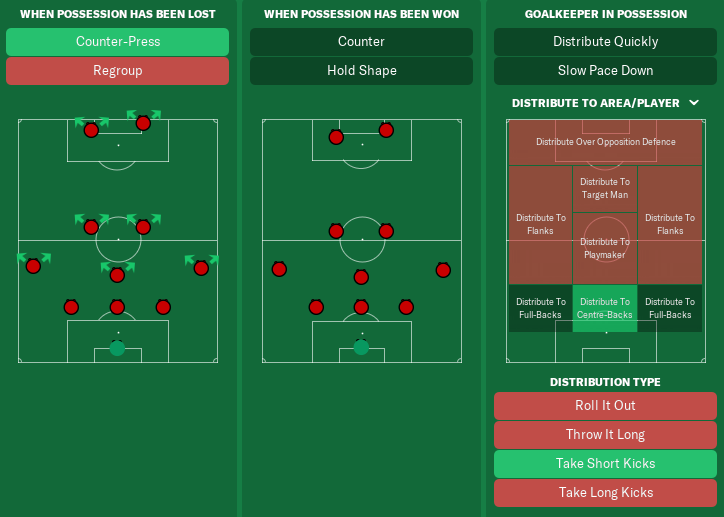 WHEN POSSESSION HAS BEEN LOST
Counter-Press
Regroup
WHEN POSSESSION HAS BEEN WON
Counter
Hold Shape
GOALKEEPER IN POSSESSION
Distribute Quickly
Slow Pace Down
DISTRIBUTE TO AREA/PLAYER
Distribute Over Opposition Defence
Distribute To
Target Man
Distribute To
Flanks
Distribute To
Playmaker
Distribute To
Flanks
Distribute To
Full-Backs
Distribute To
Centre-Backs
Distribute To
Full-Backs
DISTRIBUTION TYPE
Roll It Out
Throw It Long
Take Short Kicks
Take Long Kicks